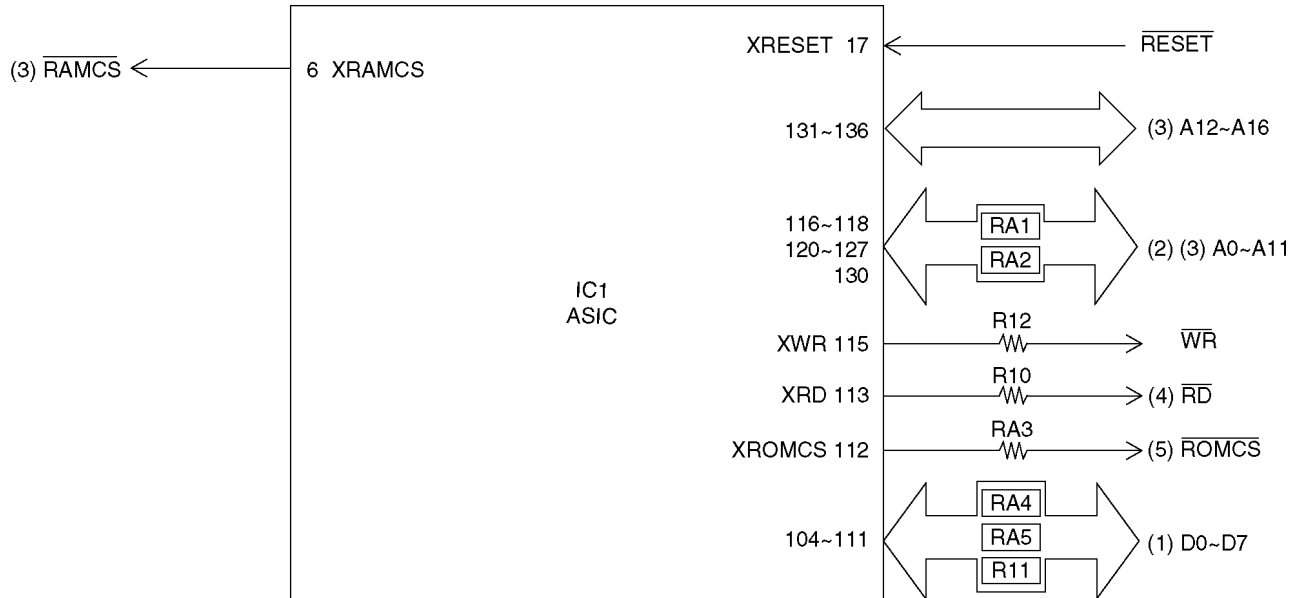 XRESET 17
RESET
(3) RAMCS
6 XRAMCS
131~136
(3) A12~A16
116~118
RA1
120~127
RA2
(2) (3) A0~A11
130
IC1
ASIC
R12
XWR 115
WR
R10
XRD 113
(4) RD
RA3
XROMCS 112
(5) ROMCS
RA4
104~111
RA5
(1) D0~D7
R11